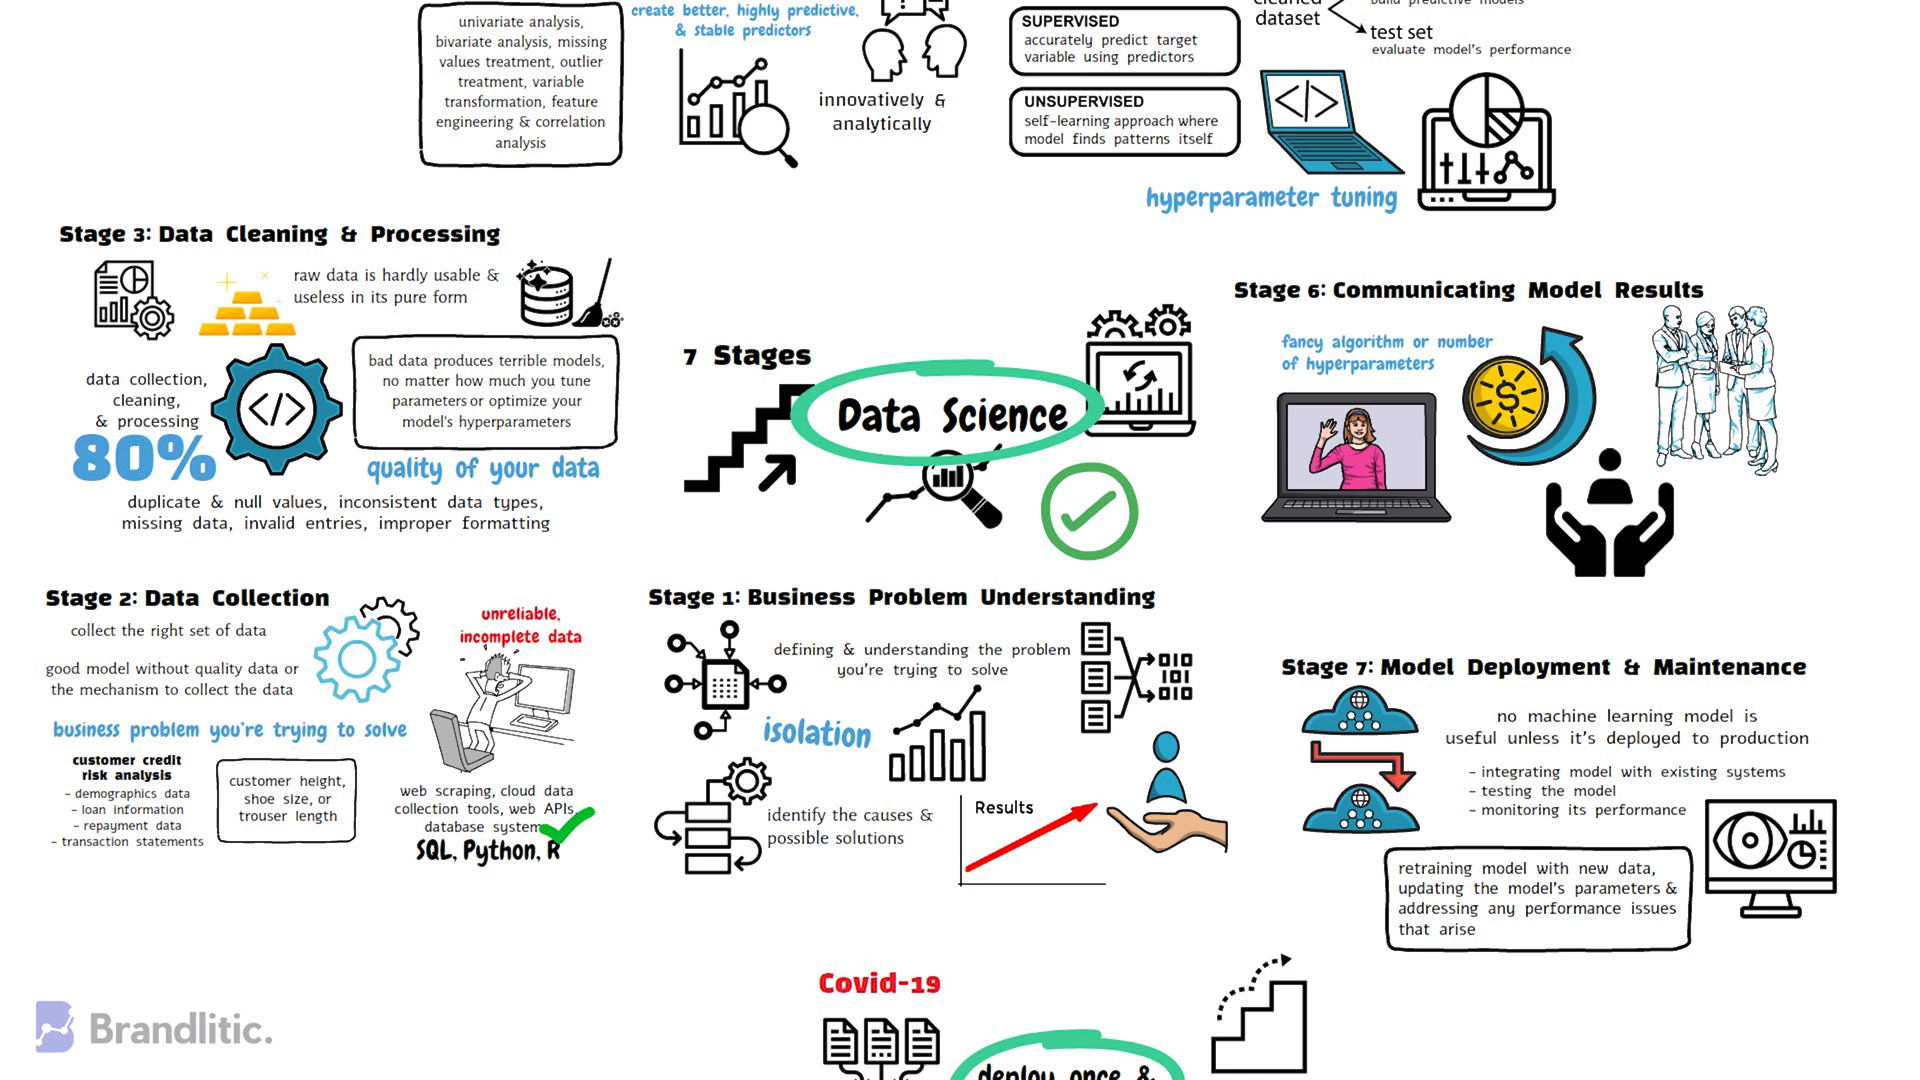 univariate analysis,
bivariate analysis, missing
values treatment, outlier
treatment, variable
transformation, feature
engineering & correlation
analysis
create better, highly predictive,
& stable predictors
innovatively &
analytically
SUPERVISED
accurately predict target
variable using predictors
UNSUPERVISED
self-learning approach where
model finds patterns itself
cleaned
dataset
build predictive models
test set
evaluate model's performance
hyperparameter tuning
Stage 3: Data Cleaning & Processing
raw data is hardly usable &
useless in its pure form
data collection,
cleaning,
& processing
80%
bad data produces terrible models,
no matter how much you tune
parameters or optimize your
model's hyperparameters
quality of your data
duplicate & null values, inconsistent data types,
missing data, invalid entries, improper formatting
7 Stages
Data Science
Stage 6: Communicating Model Results
fancy algorithm or number
of hyperparameters
Stage 2: Data Collection
collect the right set of data
good model without quality data or
the mechanism to collect the data
unreliable,
incomplete data
business problem you're trying to solve
customer credit
risk analysis
- demographics data
- loan information
- repayment data
- transaction statements
customer height,
shoe size, or
trouser length
web scraping, cloud data
collection tools, web APIs,
database system
SQL, Python, R
Stage 1: Business Problem Understanding
defining & understanding the problem
you're trying to solve
isolation
010
101
010
identify the causes &
possible solutions
Results
Stage 7: Model Deployment & Maintenance
no machine learning model is
useful unless it's deployed to production
- integrating model with existing systems
- testing the model
- monitoring its performance
retraining model with new data,
updating the model's parameters &
addressing any performance issues
that arise
Covid-19
deploy once &
Brandlitic.